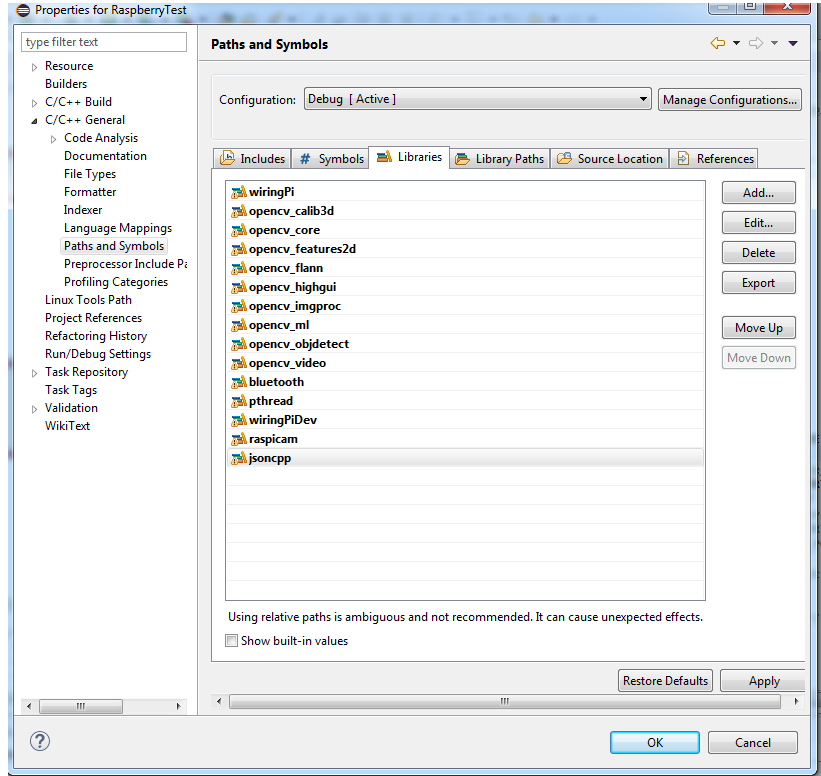 Properties for RaspberryTest
type filter text
Resource
Builders
C/C++ Build
C/C++ General
Code Analysis
Documentation
File Types
Formatter
Indexer
Language Mappings
Paths and Symbols
Preprocessor Include Pa
Profiling Categories
Linux Tools Path
Project References
Refactoring History
Run/Debug Settings
Task Repository
Task Tags
Validation
WikiText
Paths and Symbols
Configuration: Debug [ Active ] Manage Configurations...
Includes # Symbols Libraries Library Paths Source Location References
wiringPi
opencv_calib3d
opencv_core
opencv_features2d
opencv_flann
opencv_highgui
opencv_imgproc
opencv_ml
opencv_objdetect
opencv_video
bluetooth
pthread
wiringPiDev
raspicam
jsoncpp
Add...
Edit...
Delete
Export
Move Up
Move Down
Using relative paths is ambiguous and not recommended. It can cause unexpected effects.
Show built-in values
Restore Defaults Apply
? OK Cancel